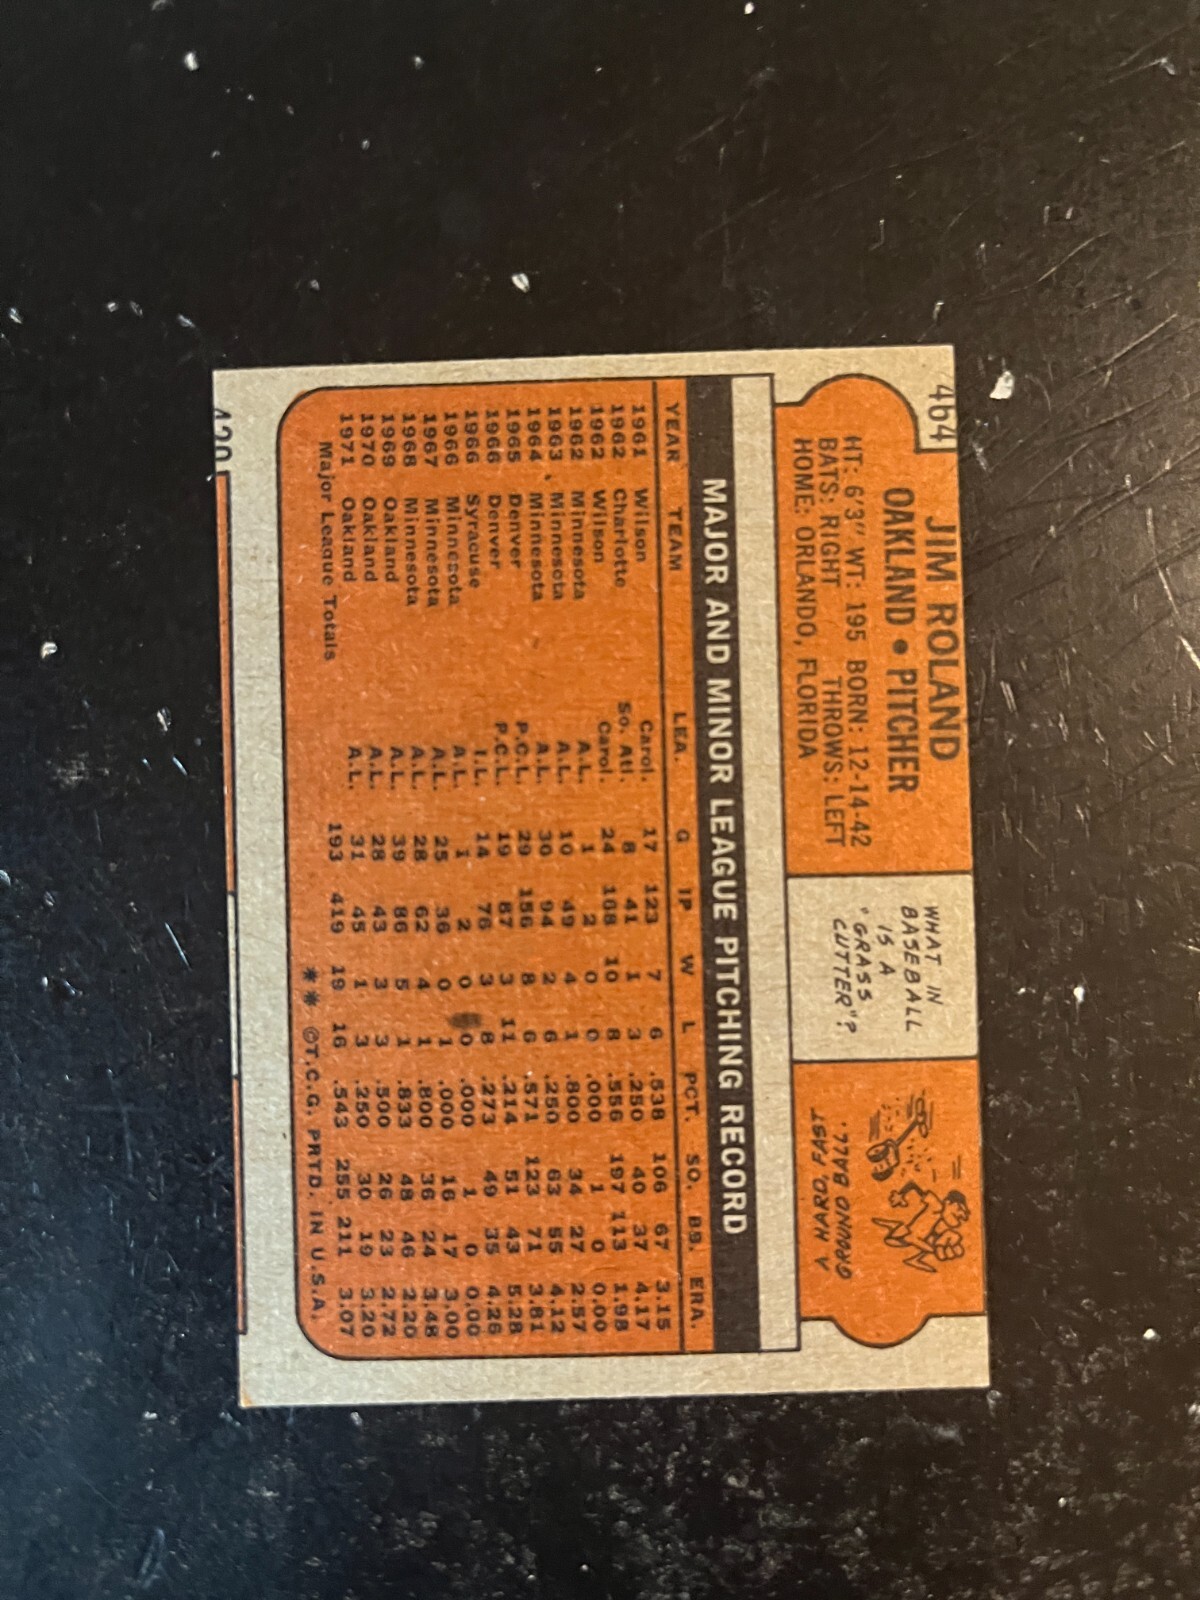 464
JIM ROLAND
OAKLAND • PITCHER
HT: 6'3" WT: 195 BORN: 12-14-42
BATS: RIGHT THROWS: LEFT
HOME: ORLANDO, FLORIDA
WHAT IN
BASEBALL
IS A
"GRASS
CUTTER"?
A HARD, FAST
GROUND BALL.
MAJOR AND MINOR LEAGUE PITCHING RECORD
YEAR TEAM LEA. G IP W L PCT. SO. BB. ERA.
1961 Wilson Carol. 17 123 7 6 .538 106 67 3.15
1962 Charlotte So. Atl. 8 41 1 3 .250 40 37 4.17
1962 Wilson Carol. 24 168 10 8 .556 197 113 1.98
1962 Minnesota A.L. 1 2 0 0 .000 1 0 0.00
1963 Minnesota A.L. 10 49 4 1 .800 34 27 2.57
1964 Minnesota A.L. 30 94 2 6 .250 63 55 4.12
1965 Denver P.C.L. 29 156 8 6 .571 123 71 3.81
1966 Denver P.C.L. 19 87 3 11 .214 51 43 5.28
1966 Syracuse I.L. 14 76 3 8 .273 49 35 4.26
1966 Minnesota A.L. 1 2 0 0 .000 1 0 0.00
1967 Minnesota A.L. 25 36 0 1 .000 16 17 3.00
1968 Minnesota A.L. 28 62 4 1 .800 36 24 3.48
1969 Oakland A.L. 39 86 5 1 .833 48 46 2.20
1970 Oakland A.L. 28 43 3 3 .500 26 23 2.72
1971 Oakland A.L. 31 45 1 3 .250 30 19 3.20
Major League Totals 193 419 19 16 .543 255 211 3.07
** ©T.C.G. PRTD. IN U.S.A.